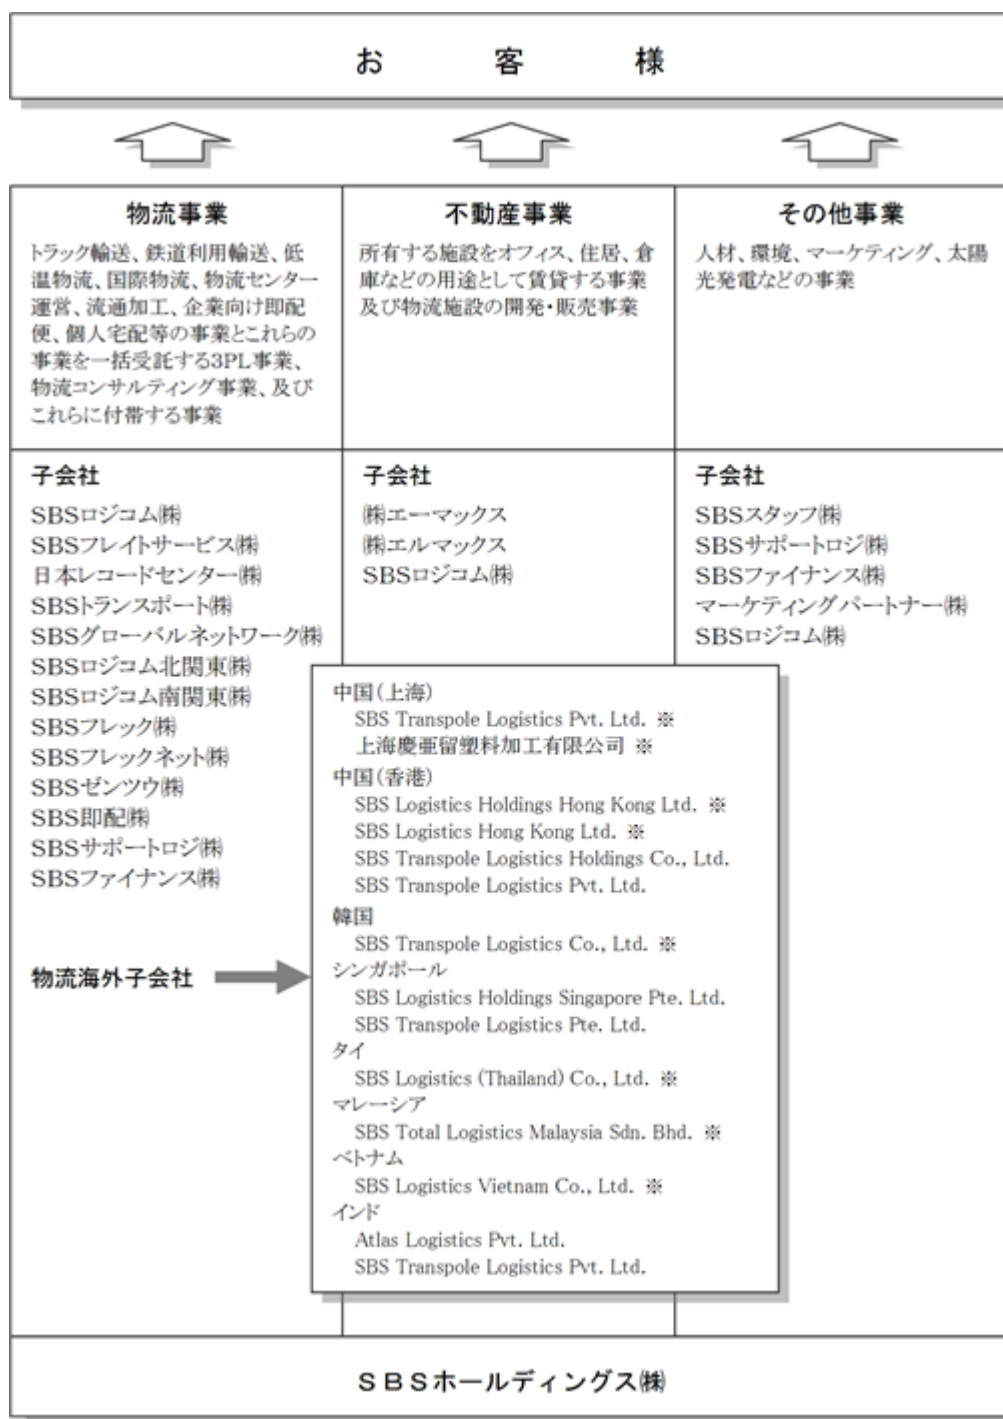 お客様
物流事業
トラック輸送、鉄道利用輸送、低
温物流、国際物流、物流センター
運営、流通加工、企業向け即配
便、個人宅配等の事業とこれらの
事業を一括受託する3PL事業、
物流コンサルティング事業、及び
これらに付帯する事業
不動産事業
所有する施設をオフィス、住居、倉
庫などの用途として賃貸する事業
及び物流施設の開発・販売事業
その他事業
人材、環境、マーケティング、太陽
光発電などの事業
子会社
SBSロジコム㈱
SBSフレイトサービス㈱
日本レコードセンター㈱
SBSトランスポート㈱
SBSグローバルネットワーク㈱
SBSロジコム北関東㈱
SBSロジコム南関東㈱
SBSフレック㈱
SBSフレックネット㈱
SBSゼンツウ㈱
SBS即配㈱
SBSサポートロジ㈱
SBSファイナンス㈱
子会社
㈱エーマックス
㈱エルマックス
SBSロジコム㈱
子会社
SBSスタッフ㈱
SBSサポートロジ㈱
SBSファイナンス㈱
マーケティングパートナー㈱
SBSロジコム㈱
物流海外子会社
中国(上海)
SBS Transpole Logistics Pvt. Ltd. ※
上海慶亜留塑料加工有限公司 ※
中国(香港)
SBS Logistics Holdings Hong Kong Ltd. ※
SBS Logistics Hong Kong Ltd. ※
SBS Transpole Logistics Holdings Co., Ltd.
SBS Transpole Logistics Pvt. Ltd.
韓国
SBS Transpole Logistics Co., Ltd. ※
シンガポール
SBS Logistics Holdings Singapore Pte. Ltd.
SBS Transpole Logistics Pte. Ltd.
タイ
SBS Logistics (Thailand) Co., Ltd. ※
マレーシア
SBS Total Logistics Malaysia Sdn. Bhd. ※
ベトナム
SBS Logistics Vietnam Co., Ltd. ※
インド
Atlas Logistics Pvt. Ltd.
SBS Transpole Logistics Pvt. Ltd.
SBSホールディングス㈱